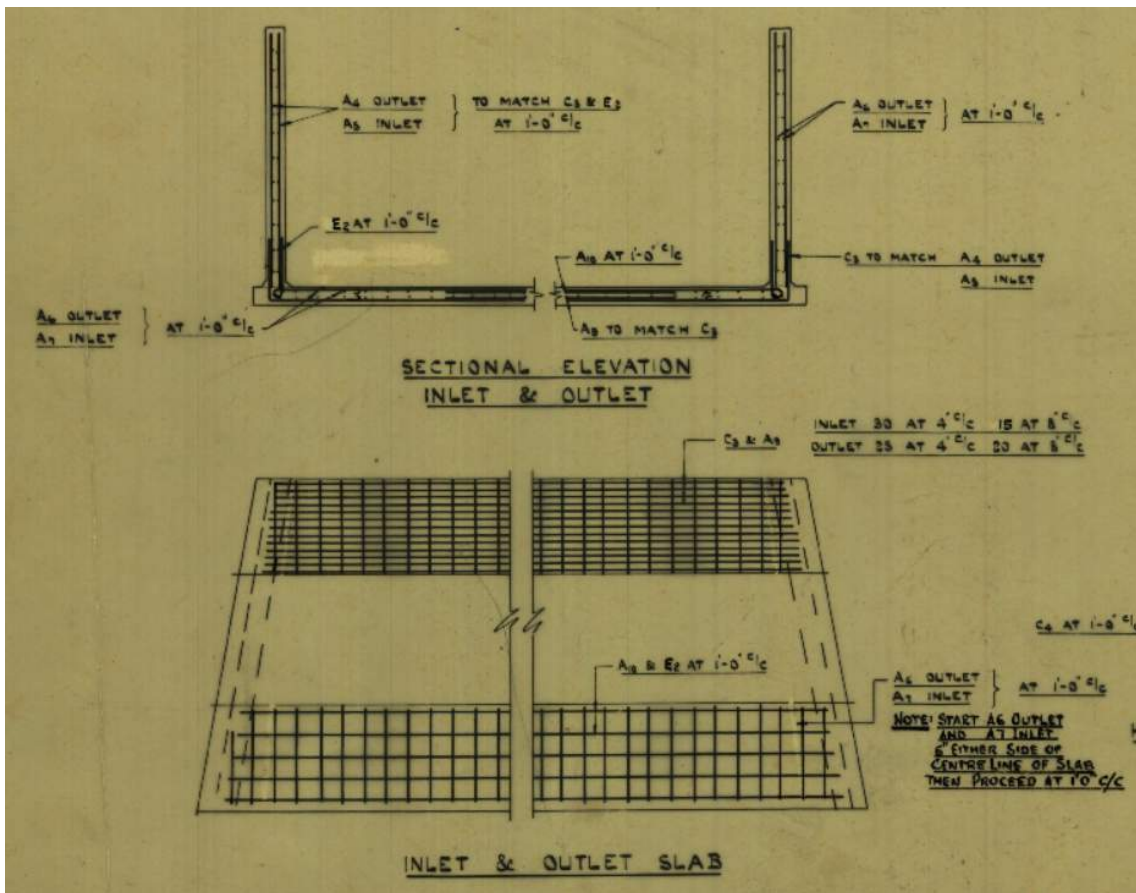 A4 OUTLET } TO MATCH C3 & E2
A5 INLET } AT 1'-0" C/C
A6 OUTLET } AT 1'-0" C/C
A7 INLET
E2 AT 1'-0" C/C
A10 AT 1'-0" C/C
C3 TO MATCH A4 OUTLET
A5 INLET
A6 OUTLET } AT 1'-0" C/C
A7 INLET
A9 TO MATCH C3
SECTIONAL ELEVATION
INLET & OUTLET
C3 & A9
INLET 30 AT 4" C/C 15 AT 8" C/C
OUTLET 25 AT 4" C/C 20 AT 8" C/C
C4 AT 1'-0" C/C
A10 & E2 AT 1'-0" C/C
A6 OUTLET } AT 1'-0" C/C
A7 INLET
NOTE: START A6 OUTLET
AND A7 INLET
6" EITHER SIDE OF
CENTRE LINE OF SLAB
THEN PROCEED AT 1'0" C/C
INLET & OUTLET SLAB